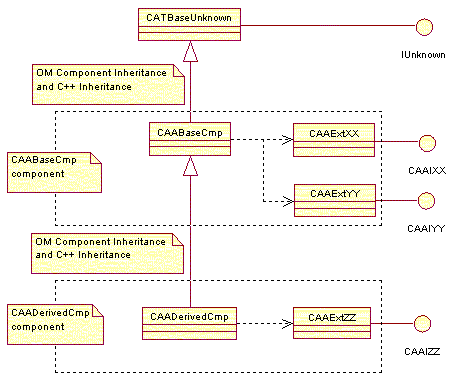 CATBaseUnknown
IUnknown
OM Component Inheritance
and C++ Inheritance
CAABaseCmp
CAAExtXX
CAABaseCmp
component
CAAIXX
CAAExtYY
CAAIYY
OM Component Inheritance
and C++ Inheritance
CAADerivedCmp
component
CAADerivedCmp
CAAExtZZ
CAAIZZ